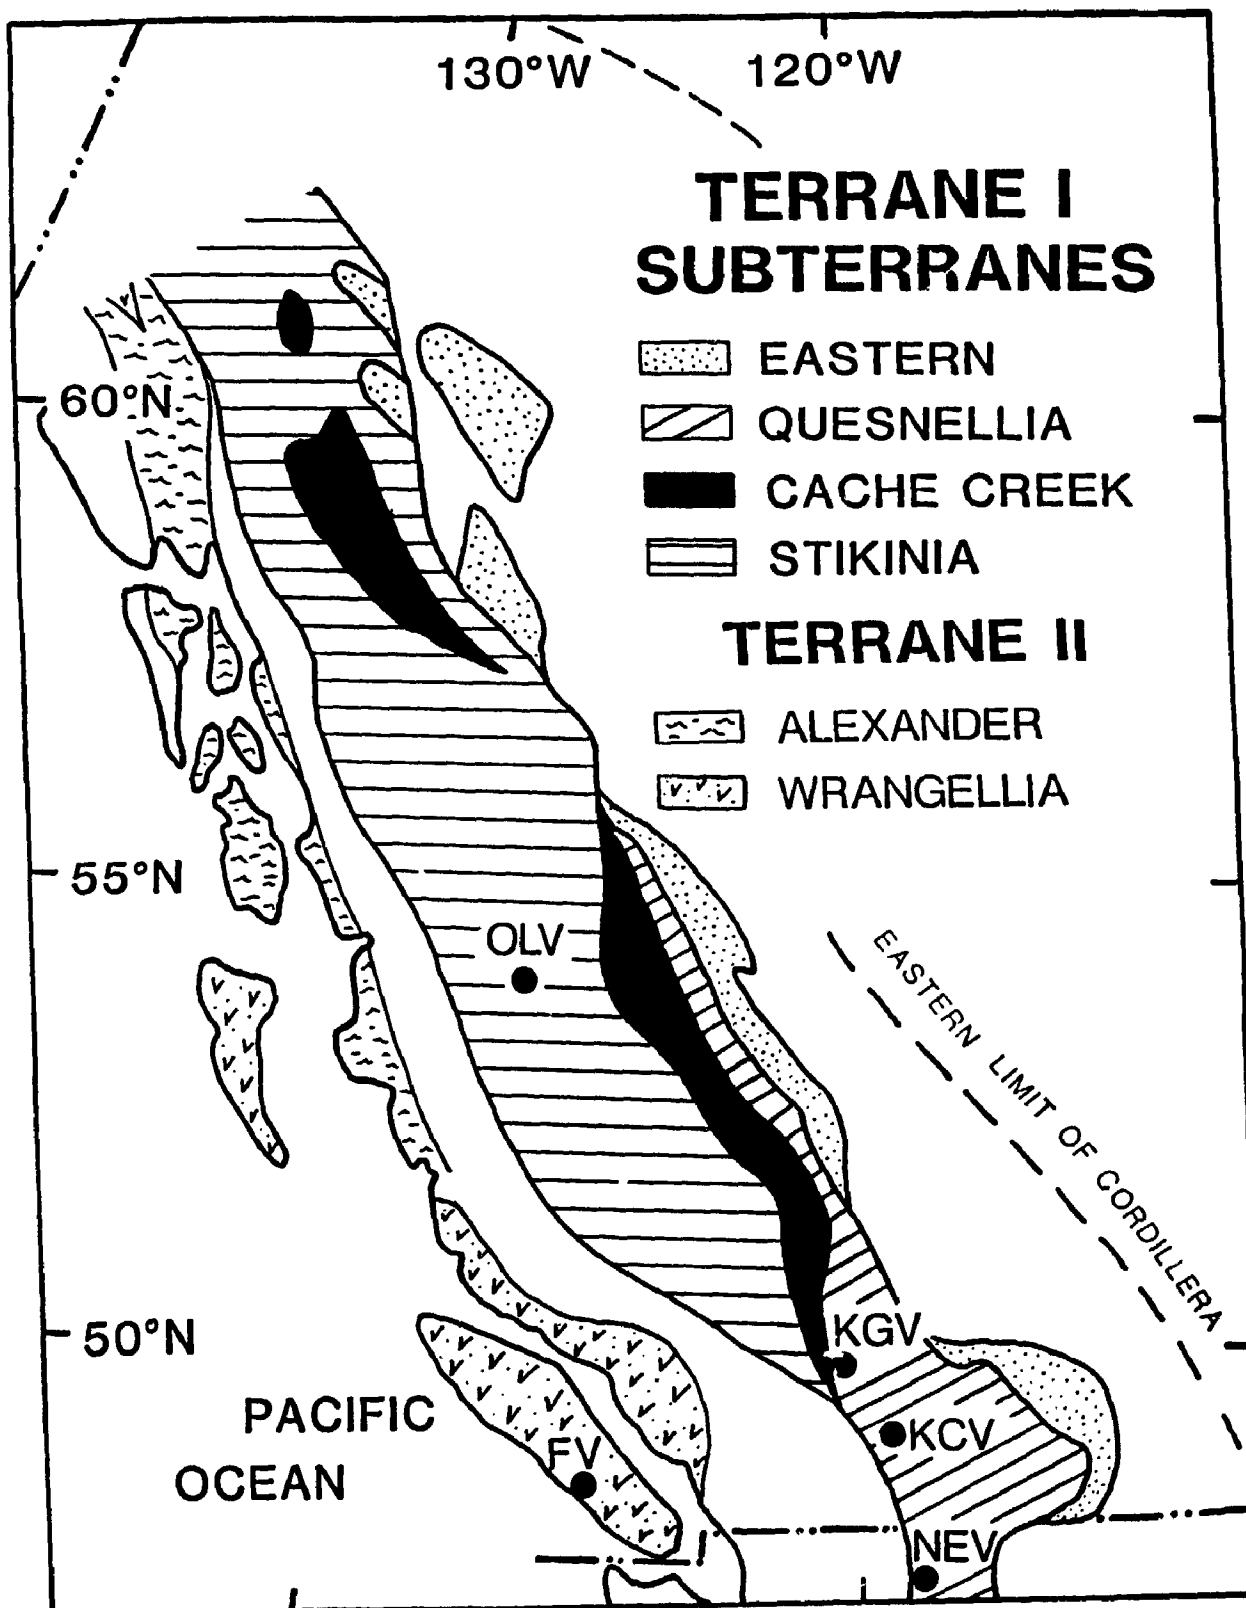 130°W 120°W
TERRANE I
SUBTERRANES
EASTERN
QUESNELLIA
CACHE CREEK
STIKINIA
TERRANE II
ALEXANDER
WRANGELLIA
60°N
55°N
50°N
OLV
EASTERN LIMIT OF CORDILLERA
KGV
KCV
FV
NEV
PACIFIC
OCEAN